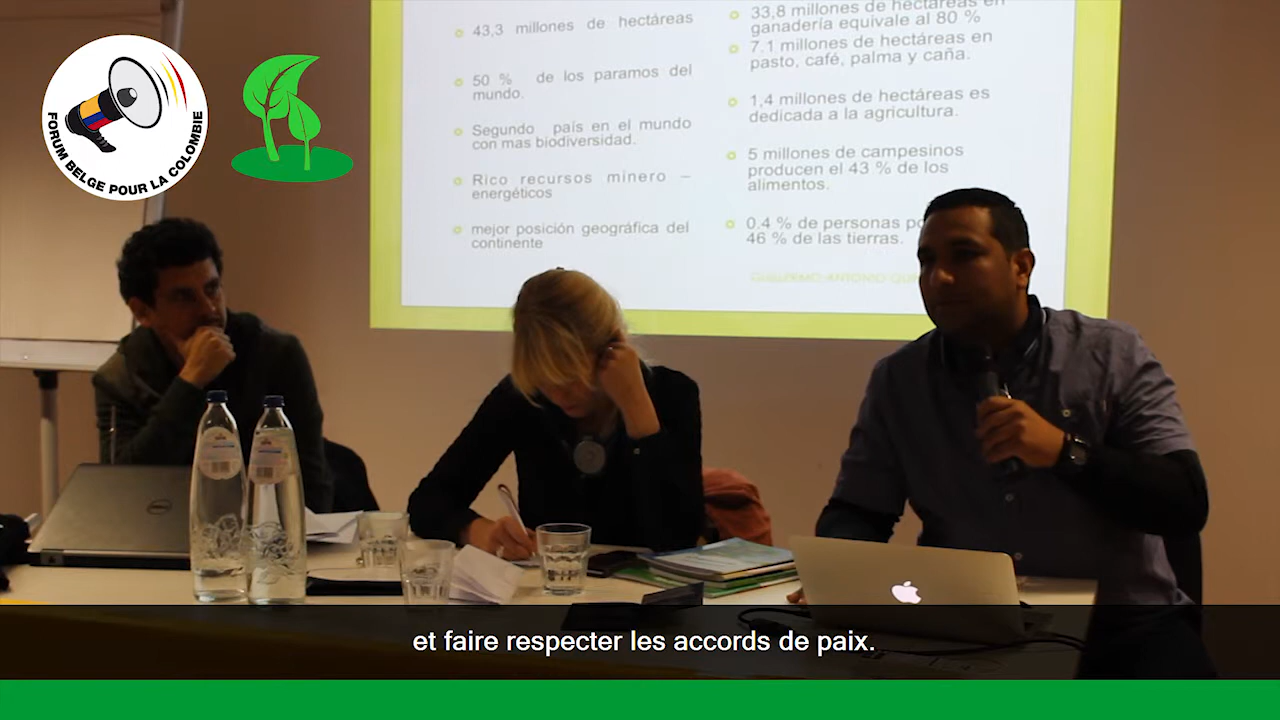 FORUM BELGE POUR LA COLOMBIE
43,3 millones de hectáreas
50 % de los paramos del
mundo.
Segundo país en el mundo
con mas biodiversidad.
Rico recursos minero –
energéticos
mejor posición geográfica del
continente
33,8 millones de hectáreas en
ganadería equivale al 80 %
7.1 millones de hectáreas en
pasto, café, palma y caña.
1,4 millones de hectáreas es
dedicada a la agricultura.
5 millones de campesinos
producen el 43 % de los
alimentos.
0.4 % de personas
46 % de las tierras.
GUILLERMO ANTONIO
DELL
et faire respecter les accords de paix.